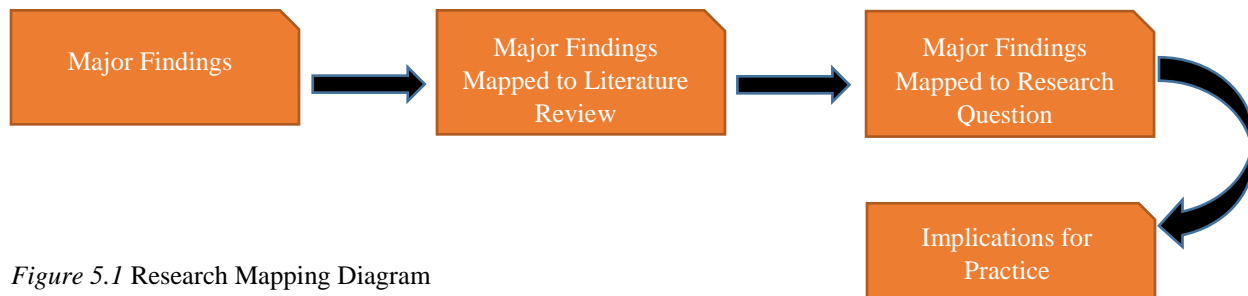 Major Findings
Major Findings
Mapped to Literature
Review
Major Findings
Mapped to Research
Question
Implications for
Practice
Figure 5.1 Research Mapping Diagram